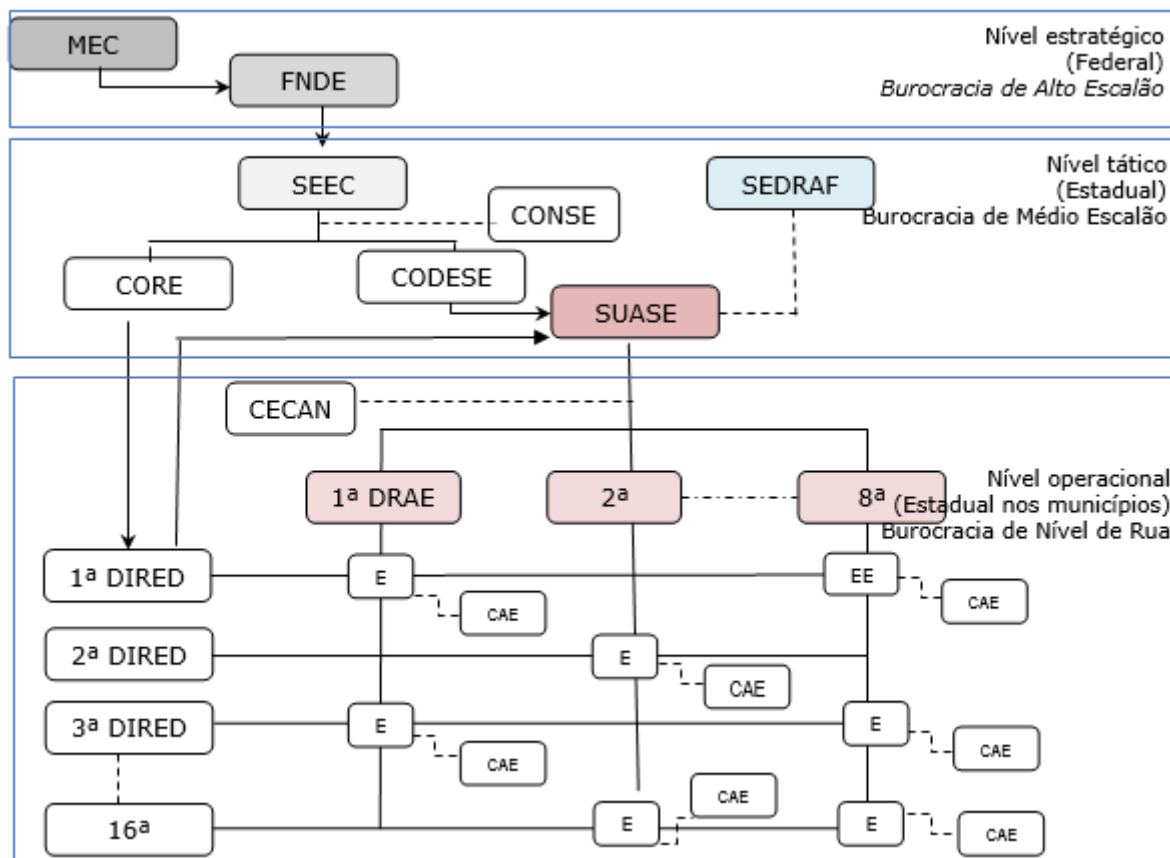 MEC
FNDE
Nível estratégico
(Federal)
Burocracia de Alto Escalão
SEEC
CONSE
SEDRAF
Nível tático
(Estadual)
Burocracia de Médio Escalão
CORE
CODESE
SUASE
CECAN
1ª DRAE
2ª
8ª
Nível operacional
(Estadual nos municípios)
Burocracia de Nível de Rua
1ª DIRED
E
EE
CAE
CAE
2ª DIRED
E
CAE
3ª DIRED
E
E
CAE
CAE
16ª
CAE
E
E
CAE